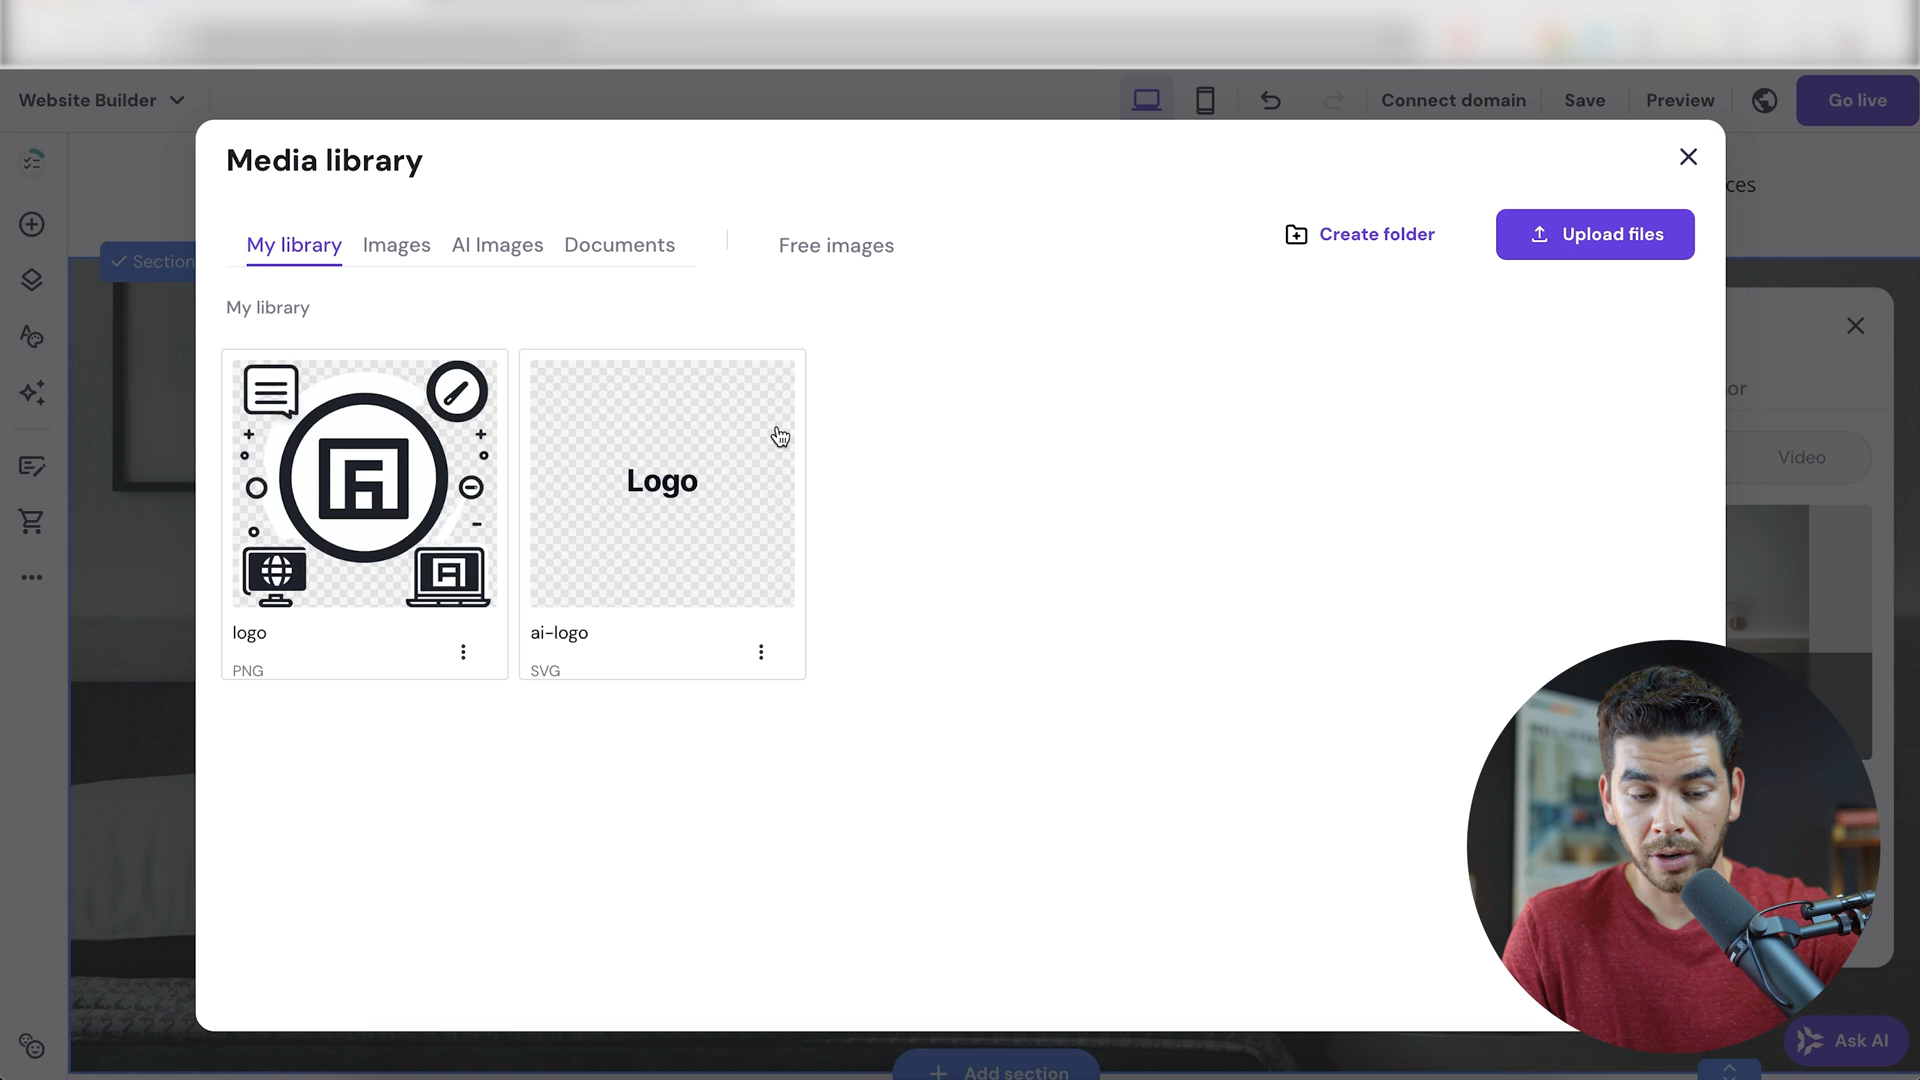 Website Builder
Connect domain
Save
Preview
Go live
Media library
ces
My library
Images
AI Images
Documents
Free images
Create folder
Upload files
Section
My library
or
Video
Logo
logo
PNG
ai-logo
SVG
Ask AI
Add section